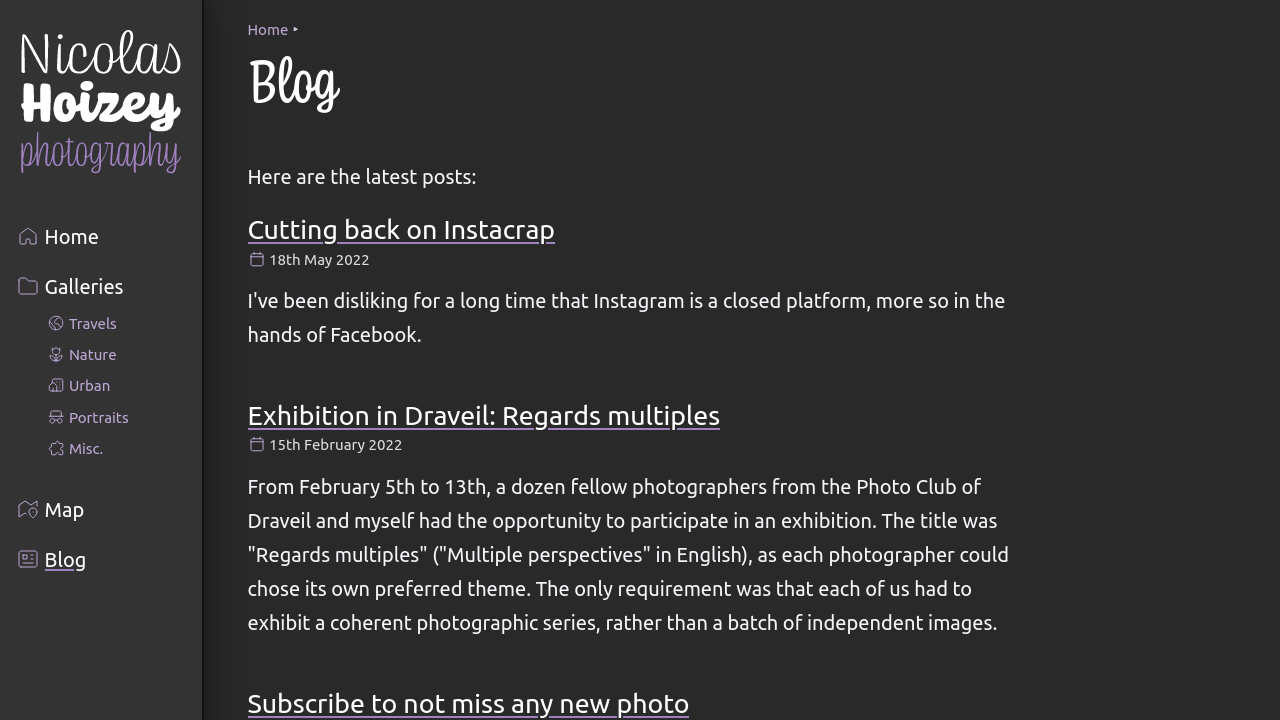 Nicolas
Hoizey
photography
Home
Galleries
Travels
Nature
Urban
Portraits
Misc.
Map
Blog
Home ‣
Blog
Here are the latest posts:
Cutting back on Instacrap
18th May 2022
I've been disliking for a long time that Instagram is a closed platform, more so in the
hands of Facebook.
Exhibition in Draveil: Regards multiples
15th February 2022
From February 5th to 13th, a dozen fellow photographers from the Photo Club of
Draveil and myself had the opportunity to participate in an exhibition. The title was
"Regards multiples" ("Multiple perspectives" in English), as each photographer could
chose its own preferred theme. The only requirement was that each of us had to
exhibit a coherent photographic series, rather than a batch of independent images.
Subscribe to not miss any new photo